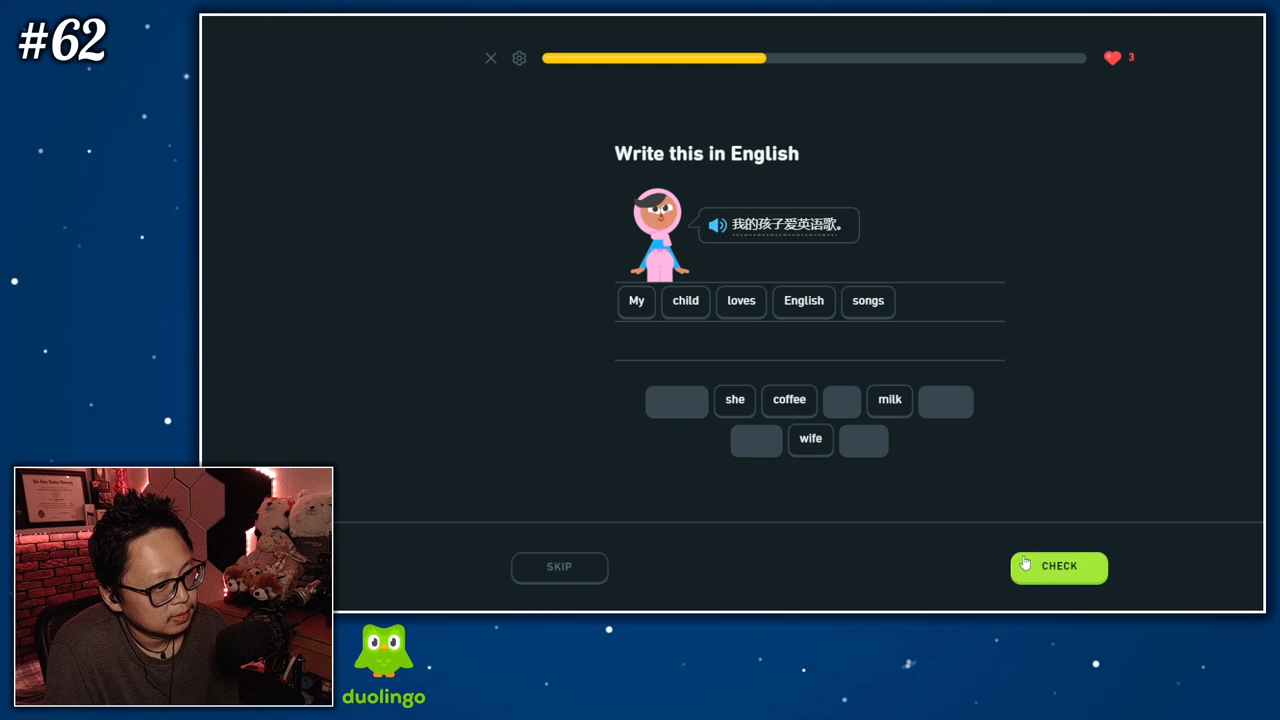 #62
3
Write this in English
我的孩子爱英语歌。
My child loves English songs
she coffee milk
wife
SKIP
CHECK
duolingo